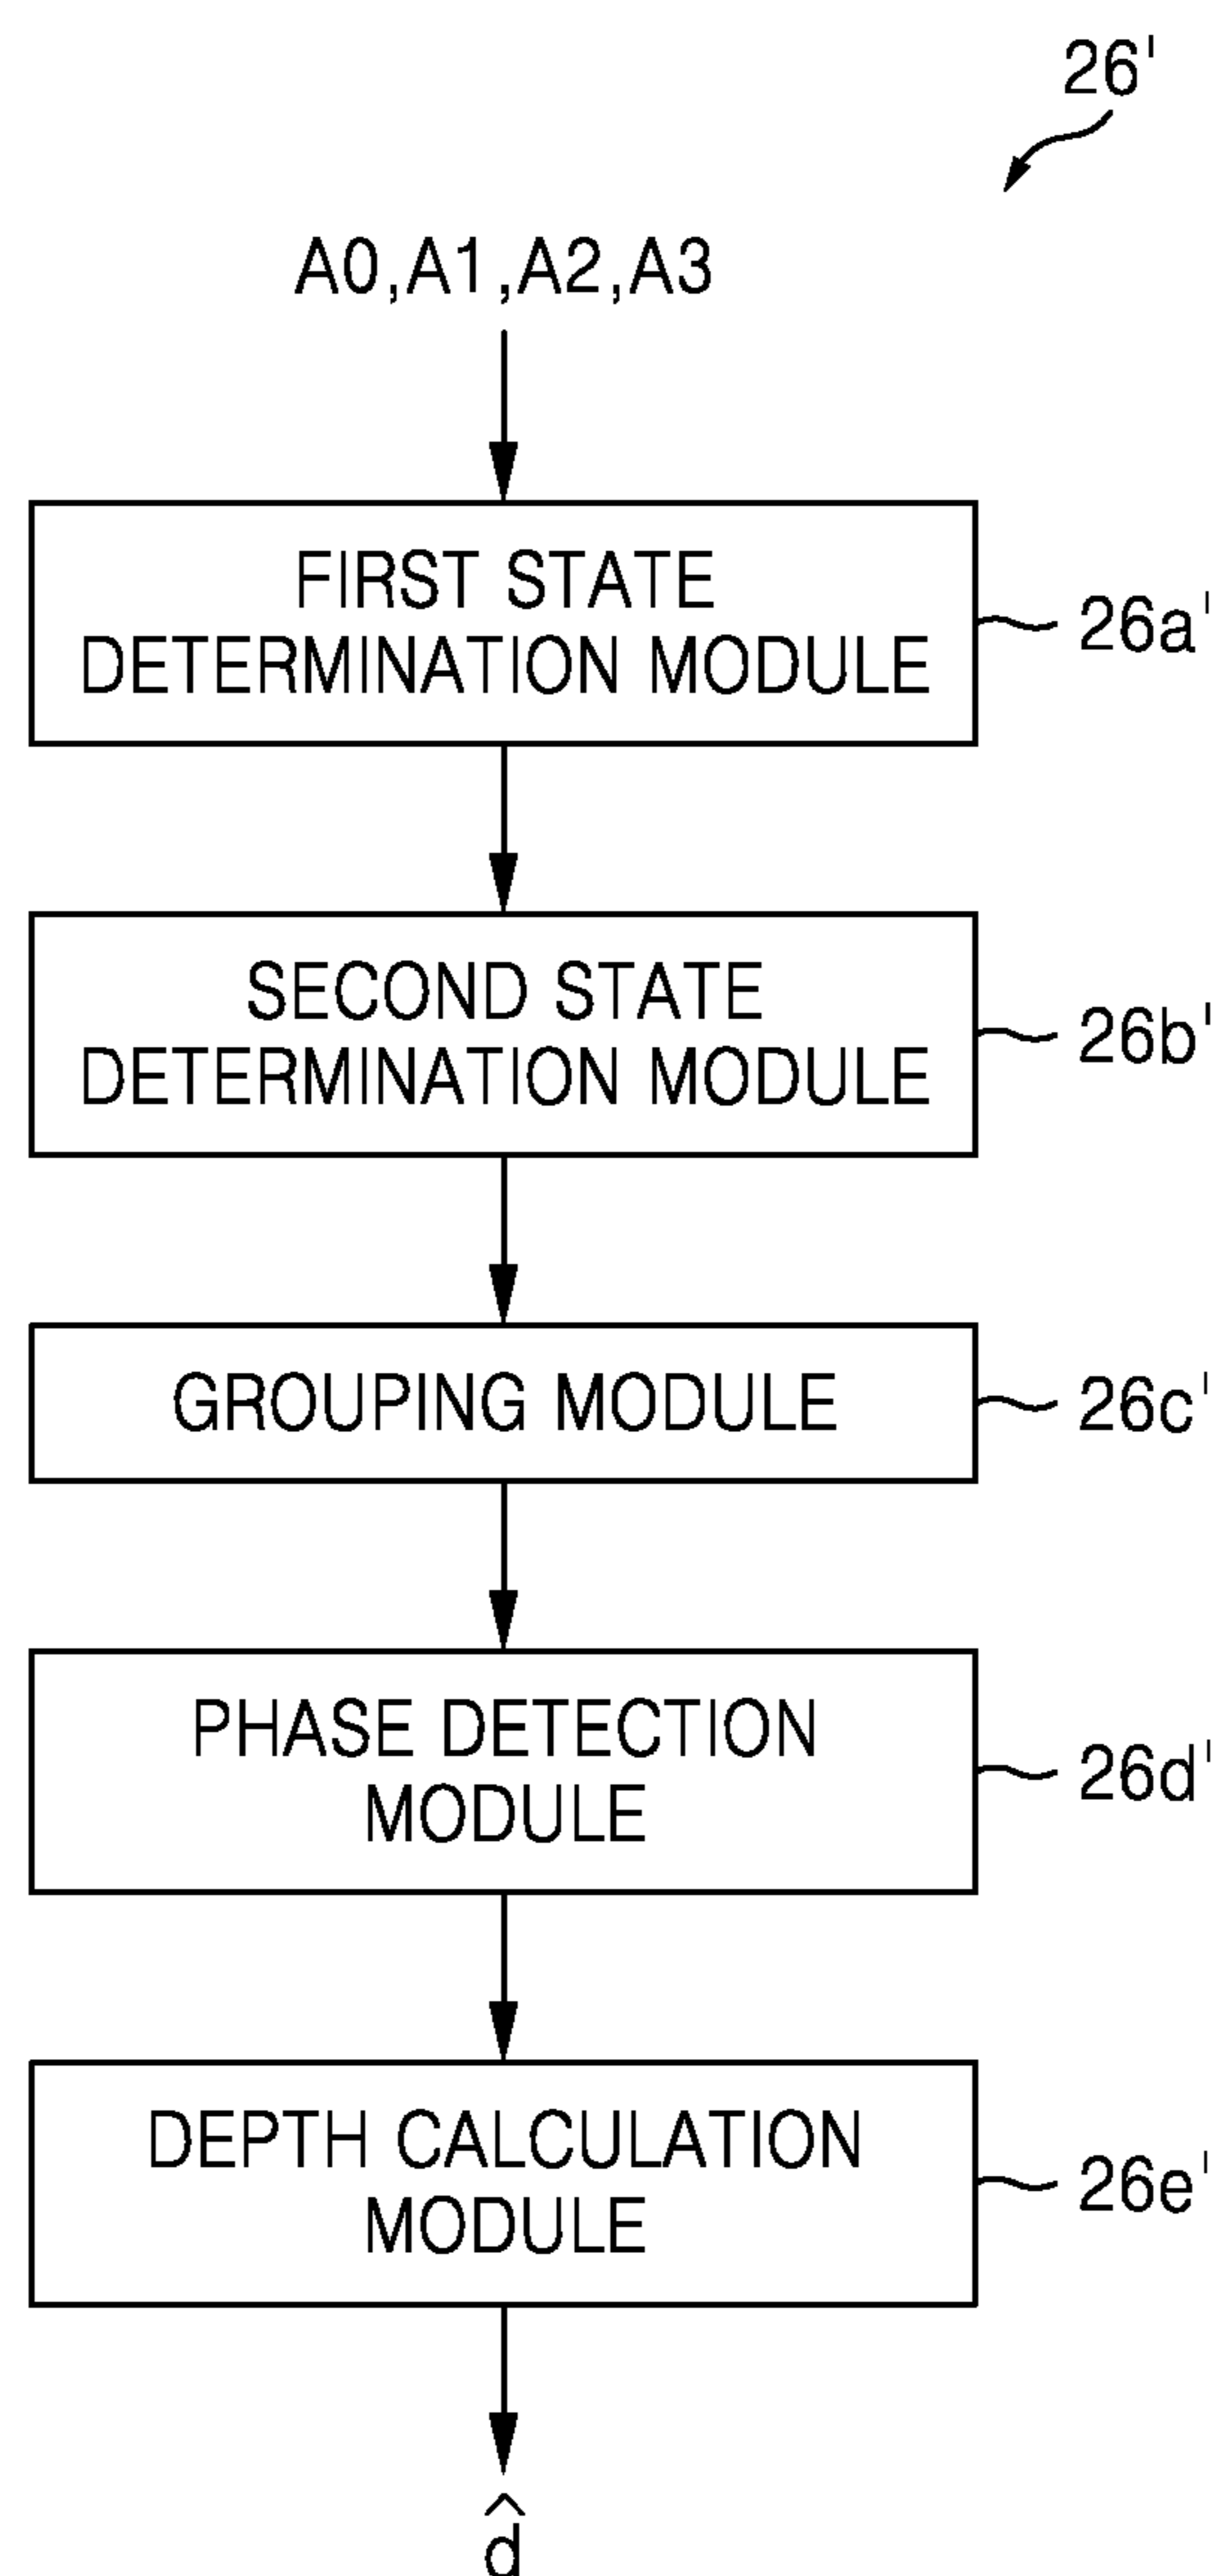 26'
A0,A1,A2,A3
FIRST STATE
DETERMINATION MODULE
26a'
SECOND STATE
DETERMINATION MODULE
26b'
GROUPING MODULE
26c'
PHASE DETECTION
MODULE
26d'
DEPTH CALCULATION
MODULE
26e'
d̂